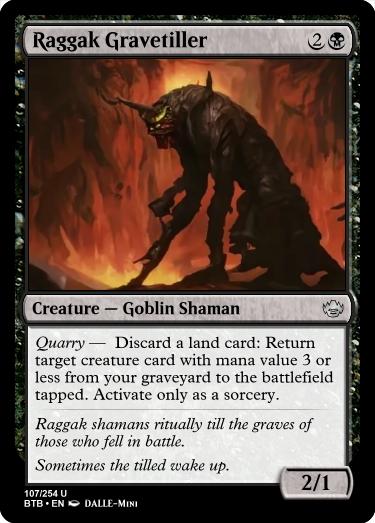 Raggak Gravetiller 2
Creature — Goblin Shaman
Quarry — Discard a land card: Return
target creature card with mana value 3 or
less from your graveyard to the battlefield
tapped. Activate only as a sorcery.
Raggak shamans ritually till the graves of
those who fell in battle.
Sometimes the tilled wake up.
2/1
107/254 U
BTB • EN DALLE-Mini